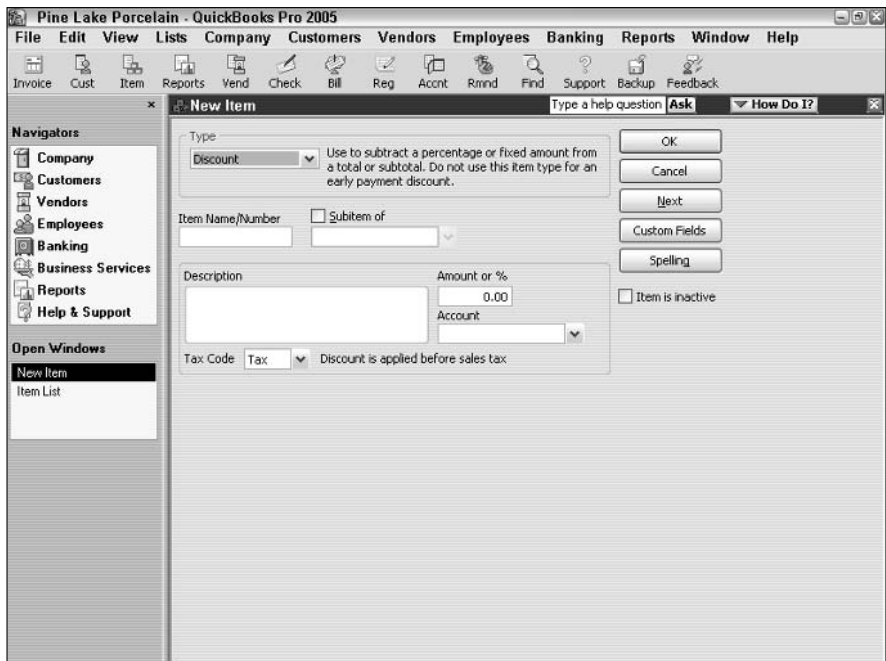 Pine Lake Porcelain - QuickBooks Pro 2005
File Edit View Lists Company Customers Vendors Employees Banking Reports Window Help
Invoice Cust Item Reports Vend Check Bill Reg Accnt Rmnd Find Support Backup Feedback
New Item Type a help question Ask How Do I?
Navigators
Company
Customers
Vendors
Employees
Banking
Business Services
Reports
Help & Support
Open Windows
New Item
Item List
Type
Discount
Use to subtract a percentage or fixed amount from
a total or subtotal. Do not use this item type for an
early payment discount.
Item Name/Number Subitem of
Description Amount or %
0.00
Account
Tax Code Tax Discount is applied before sales tax
OK
Cancel
Next
Custom Fields
Spelling
Item is inactive